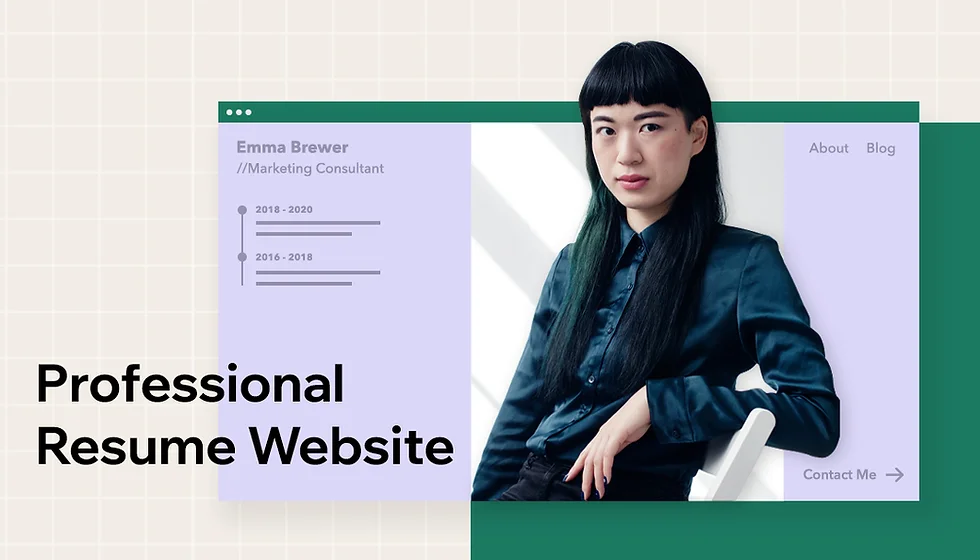 Emma Brewer
//Marketing Consultant
2018 - 2020
2016 - 2018
About Blog
Professional
Resume Website
Contact Me